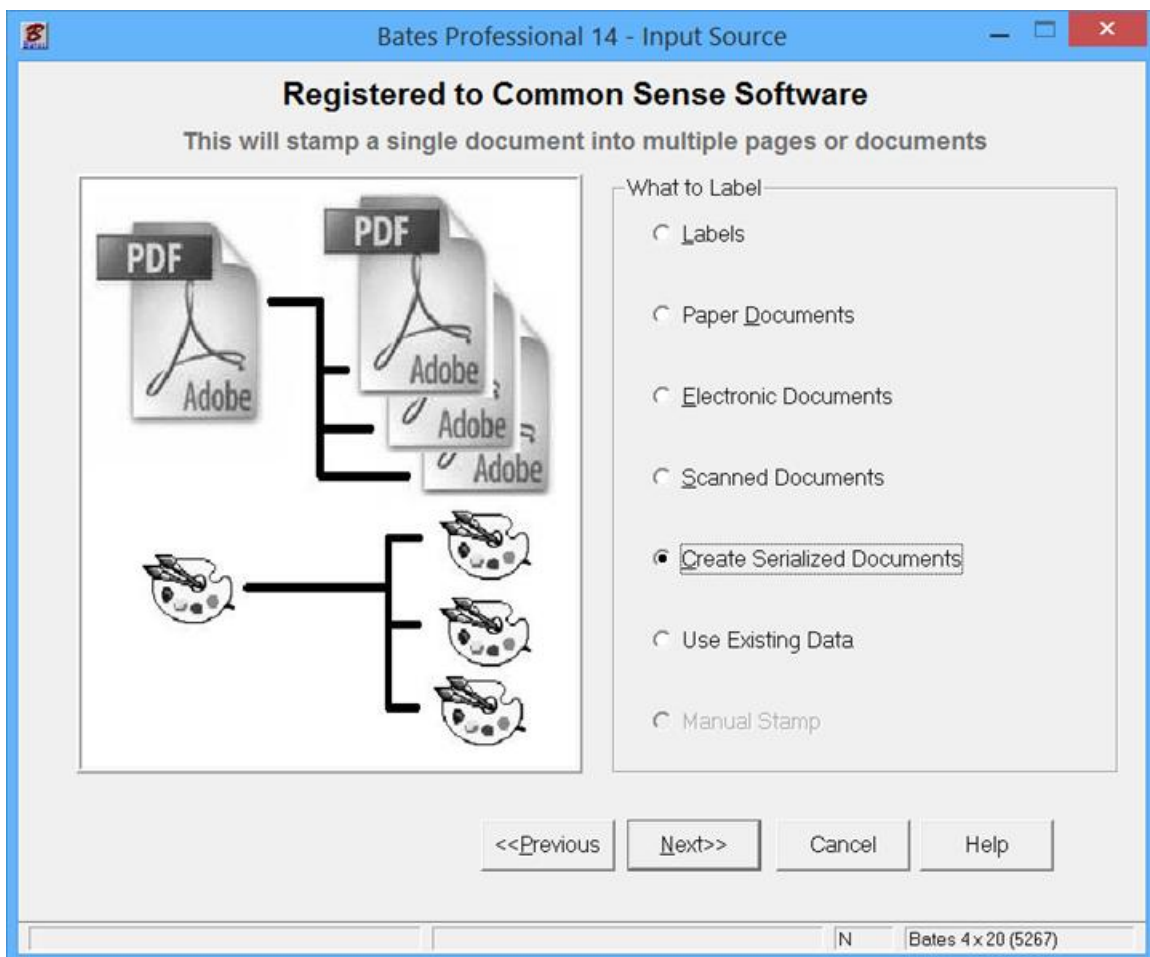 Bates
Bates Professional 14 - Input Source
Registered to Common Sense Software
This will stamp a single document into multiple pages or documents
PDF
Adobe
PDF
Adobe
Adobe
Adobe
What to Label
Labels
Paper Documents
Electronic Documents
Scanned Documents
Create Serialized Documents
Use Existing Data
Manual Stamp
<<Previous
Next>>
Cancel
Help
N
Bates 4 x 20 (5267)